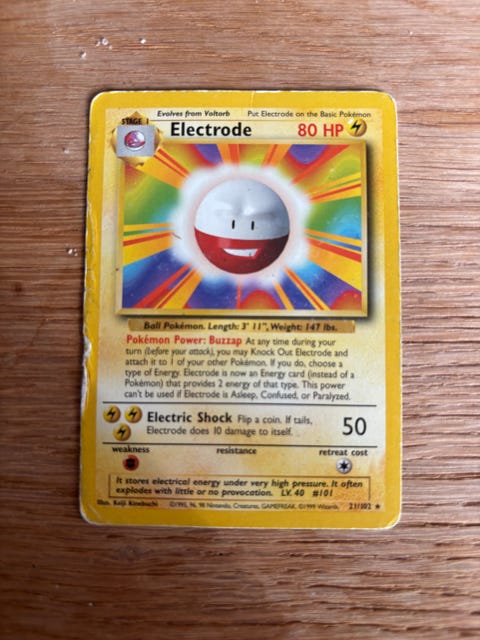 Evolves from Voltorb Put Electrode on the Basic Pokémon
STAGE 1
Electrode 80 HP
Ball Pokémon. Length: 3' 11", Weight: 147 lbs.
Pokémon Power: Buzzap At any time during your
turn (before your attack), you may Knock Out Electrode and
attach it to 1 of your other Pokémon. If you do, choose a
type of Energy. Electrode is now an Energy card (instead of a
Pokémon) that provides 2 energy of that type. This power
can't be used if Electrode is Asleep, Confused, or Paralyzed.
Electric Shock Flip a coin. If tails,
Electrode does 10 damage to itself. 50
weakness resistance retreat cost
It stores electrical energy under very high pressure. It often
explodes with little or no provocation. LV. 40 #101
Illus. Keiji Kinebuchi ©1995, 96, 98 Nintendo, Creatures, GAMEFREAK. ©1999 Wizards. 21/102 ★